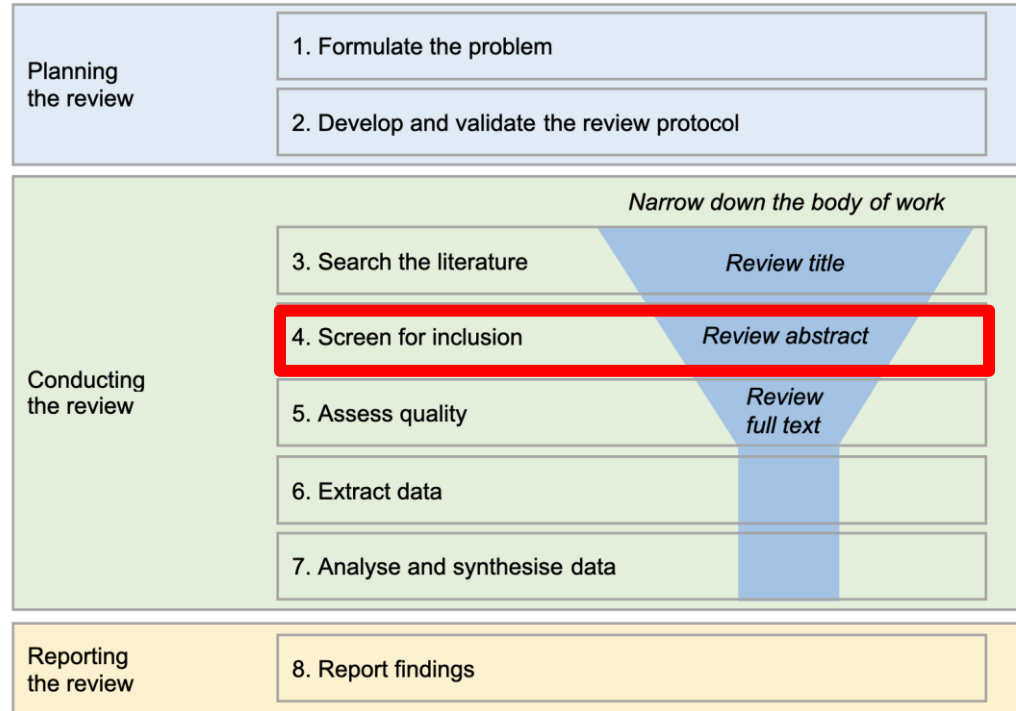 Planning
the review
1. Formulate the problem
2. Develop and validate the review protocol
Conducting
the review
Narrow down the body of work
3. Search the literature
Review title
4. Screen for inclusion
Review abstract
5. Assess quality
Review
full text
6. Extract data
7. Analyse and synthesise data
Reporting
the review
8. Report findings